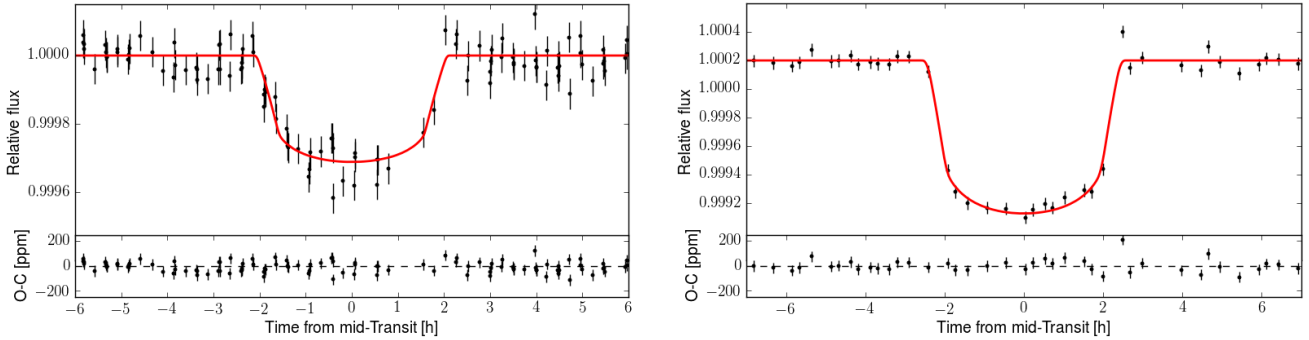 1.0000
0.9998
0.9996
Relative flux
200
0
−200
O-C [ppm]
−6 −5 −4 −3 −2 −1 0 1 2 3 4 5 6
Time from mid-Transit [h]
1.0004
1.0002
1.0000
0.9998
0.9996
0.9994
0.9992
Relative flux
200
0
−200
O-C [ppm]
−6 −4 −2 0 2 4 6
Time from mid-Transit [h]